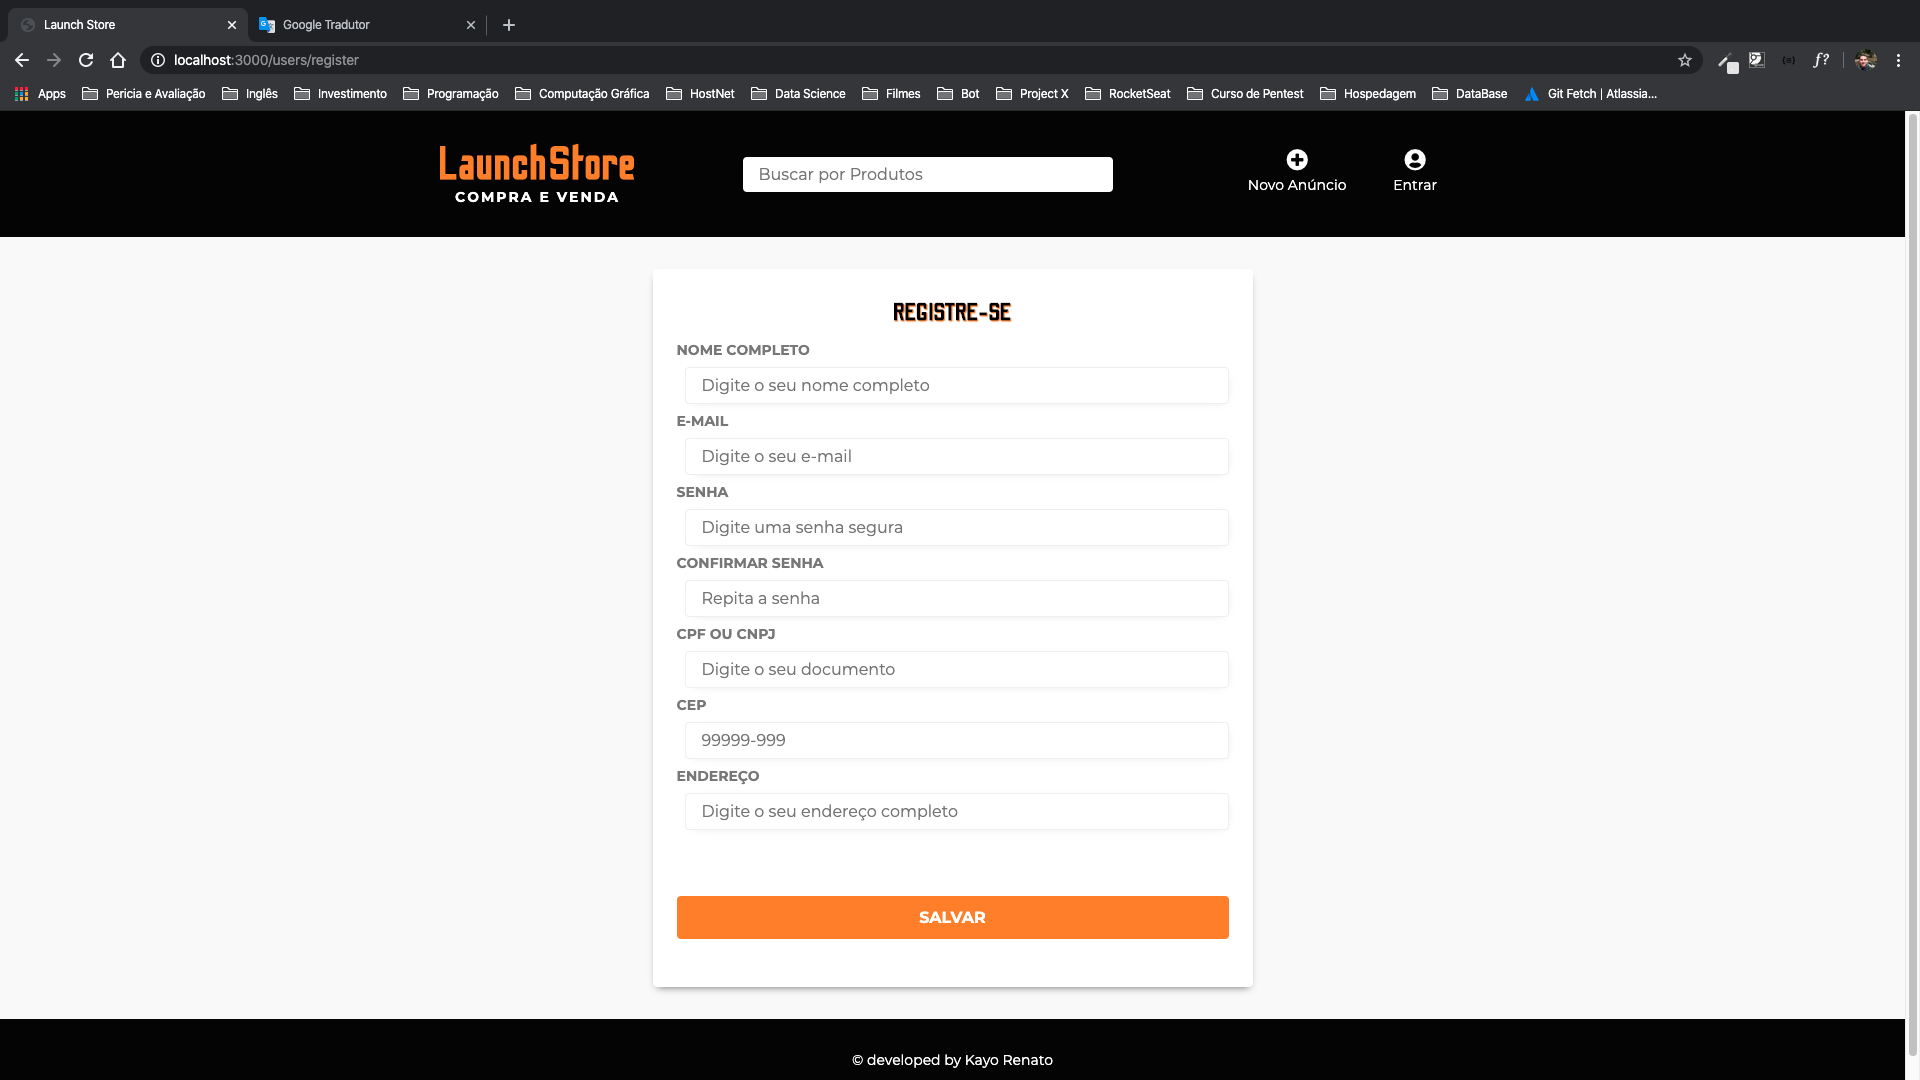 Launch Store
Google Tradutor
localhost:3000/users/register
Apps
Pericia e Avaliação
Inglês
Investimento
Programação
Computação Gráfica
HostNet
Data Science
Filmes
Bot
Project X
RocketSeat
Curso de Pentest
Hospedagem
DataBase
Git Fetch | Atlassia...
LaunchStore
COMPRA E VENDA
Buscar por Produtos
Novo Anúncio
Entrar
REGISTRE-SE
NOME COMPLETO
Digite o seu nome completo
E-MAIL
Digite o seu e-mail
SENHA
Digite uma senha segura
CONFIRMAR SENHA
Repita a senha
CPF OU CNPJ
Digite o seu documento
CEP
99999-999
ENDEREÇO
Digite o seu endereço completo
SALVAR
© developed by Kayo Renato